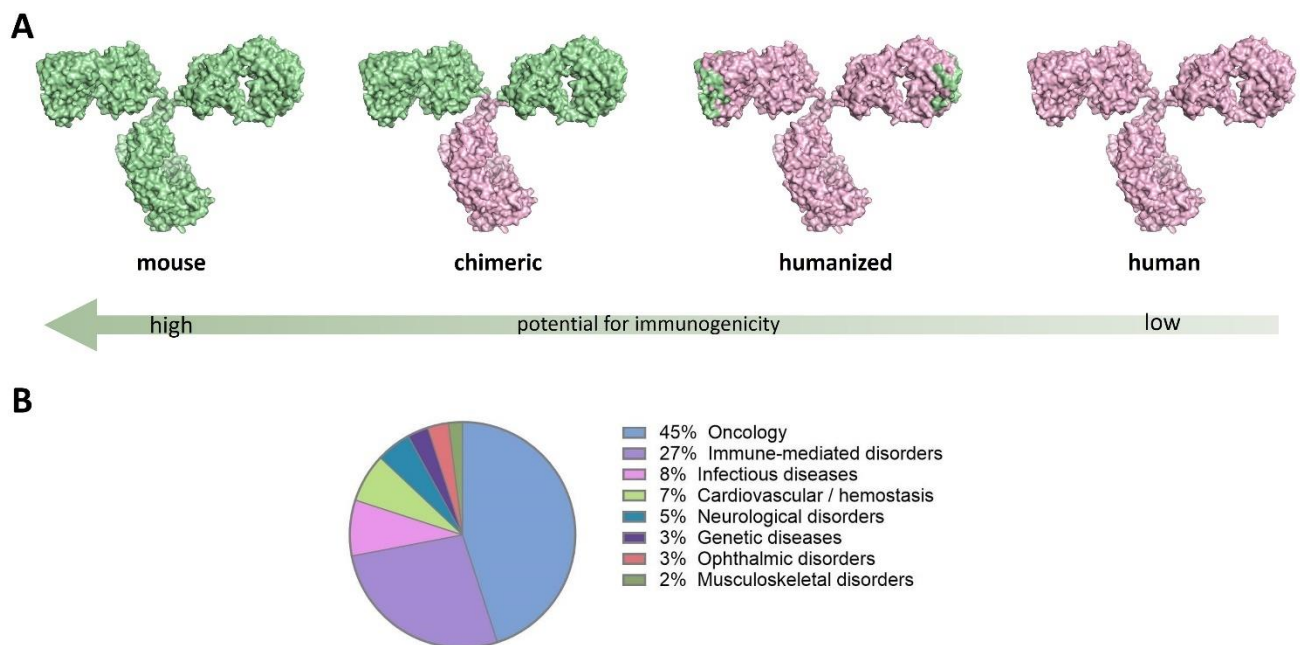 A
mouse chimeric humanized human
high potential for immunogenicity low
B
45% Oncology
27% Immune-mediated disorders
8% Infectious diseases
7% Cardiovascular / hemostasis
5% Neurological disorders
3% Genetic diseases
3% Ophthalmic disorders
2% Musculoskeletal disorders